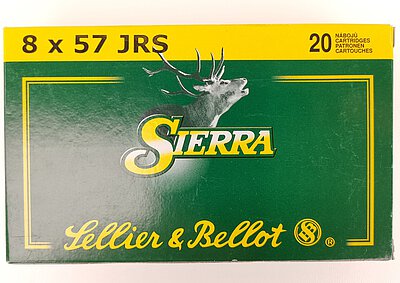 8 x 57 JRS
20
NÁBOJŮ
CARTRIDGES
PATRONEN
CARTOUCHES
SIERRA
Sellier & Bellot
®